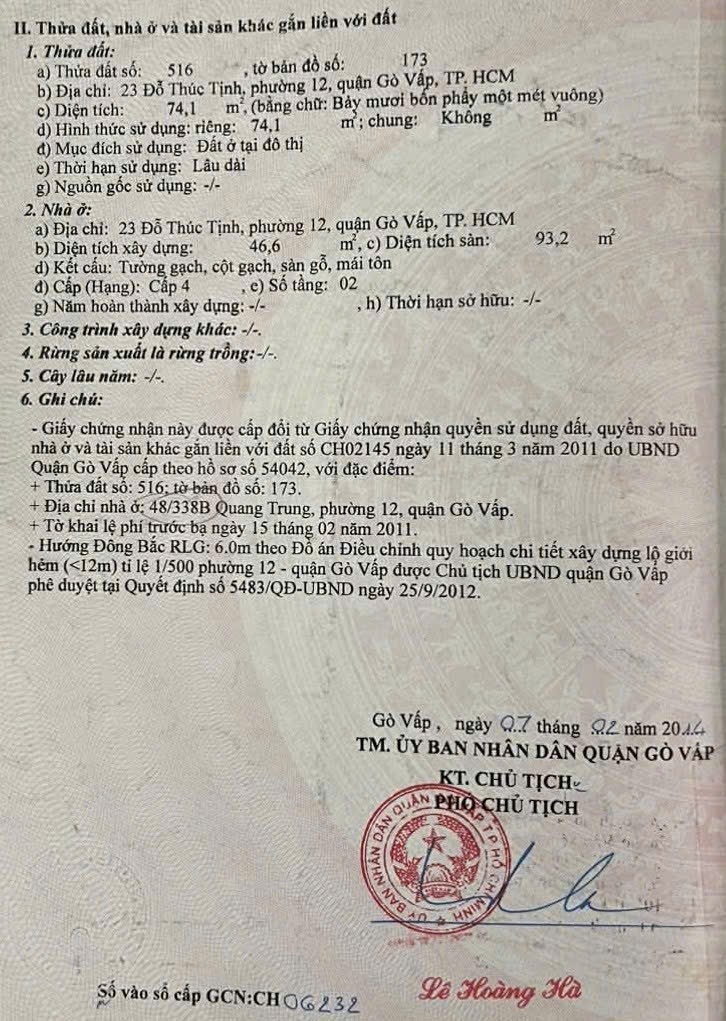 II. Thửa đất, nhà ở và tài sản khác gắn liền với đất
1. Thửa đất:
a) Thửa đất số: 516 , tờ bản đồ số: 173
b) Địa chỉ: 23 Đỗ Thúc Tịnh, phường 12, quận Gò Vấp, TP. HCM
c) Diện tích: 74,1 m², (bằng chữ: Bảy mươi bốn phẩy một mét vuông)
d) Hình thức sử dụng: riêng: 74,1 m²; chung: Không m²
đ) Mục đích sử dụng: Đất ở tại đô thị
e) Thời hạn sử dụng: Lâu dài
g) Nguồn gốc sử dụng: -/-
2. Nhà ở:
a) Địa chỉ: 23 Đỗ Thúc Tịnh, phường 12, quận Gò Vấp, TP. HCM
b) Diện tích xây dựng: 46,6 m², c) Diện tích sàn: 93,2 m²
d) Kết cấu: Tường gạch, cột gạch, sàn gỗ, mái tôn
đ) Cấp (Hạng): Cấp 4 , e) Số tầng: 02
g) Năm hoàn thành xây dựng: -/- , h) Thời hạn sở hữu: -/-
3. Công trình xây dựng khác: -/-.
4. Rừng sản xuất là rừng trồng:-/-.
5. Cây lâu năm: -/-.
6. Ghi chú:
- Giấy chứng nhận này được cấp đổi từ Giấy chứng nhận quyền sử dụng đất, quyền sở hữu
nhà ở và tài sản khác gắn liền với đất số CH02145 ngày 11 tháng 3 năm 2011 do UBND
Quận Gò Vấp cấp theo hồ sơ số 54042, với đặc điểm:
+ Thửa đất số: 516; tờ bản đồ số: 173.
+ Địa chỉ nhà ở: 48/338B Quang Trung, phường 12, quận Gò Vấp.
+ Tờ khai lệ phí trước bạ ngày 15 tháng 02 năm 2011.
- Hướng Đông Bắc RLG: 6.0m theo Đồ án Điều chỉnh quy hoạch chi tiết xây dựng lộ giới
hẻm (<12m) tỉ lệ 1/500 phường 12 - quận Gò Vấp được Chủ tịch UBND quận Gò Vấp
phê duyệt tại Quyết định số 5483/QĐ-UBND ngày 25/9/2012.
Gò Vấp , ngày 07 tháng 02 năm 2014
TM. ỦY BAN NHÂN DÂN QUẬN GÒ VẤP
KT. CHỦ TỊCH
PHÓ CHỦ TỊCH
ỦY BAN NHÂN DÂN QUẬN GÒ VẤP TP HỒ CHÍ MINH
Lê Hoàng Hà
Số vào sổ cấp GCN:CH06232